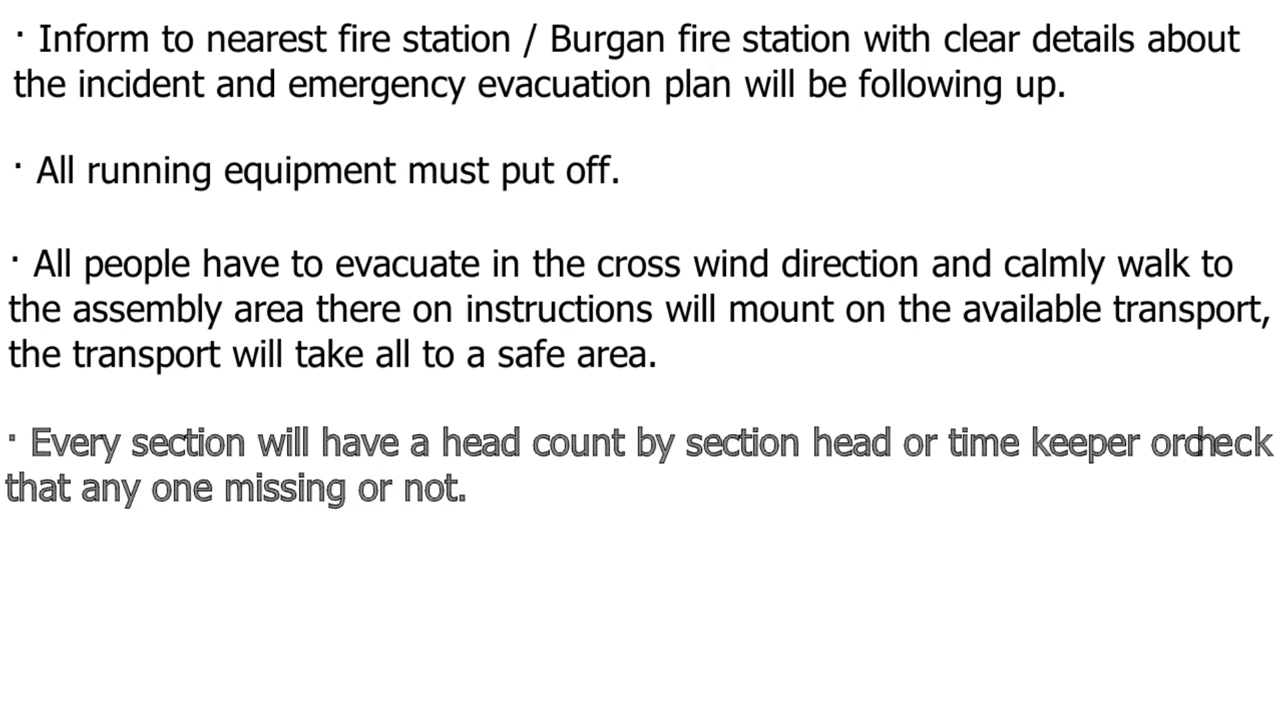 · Inform to nearest fire station / Burgan fire station with clear details about
the incident and emergency evacuation plan will be following up.
· All running equipment must put off.
· All people have to evacuate in the cross wind direction and calmly walk to
the assembly area there on instructions will mount on the available transport,
the transport will take all to a safe area.
· Every section will have a head count by section head or time keeper or check
that any one missing or not.